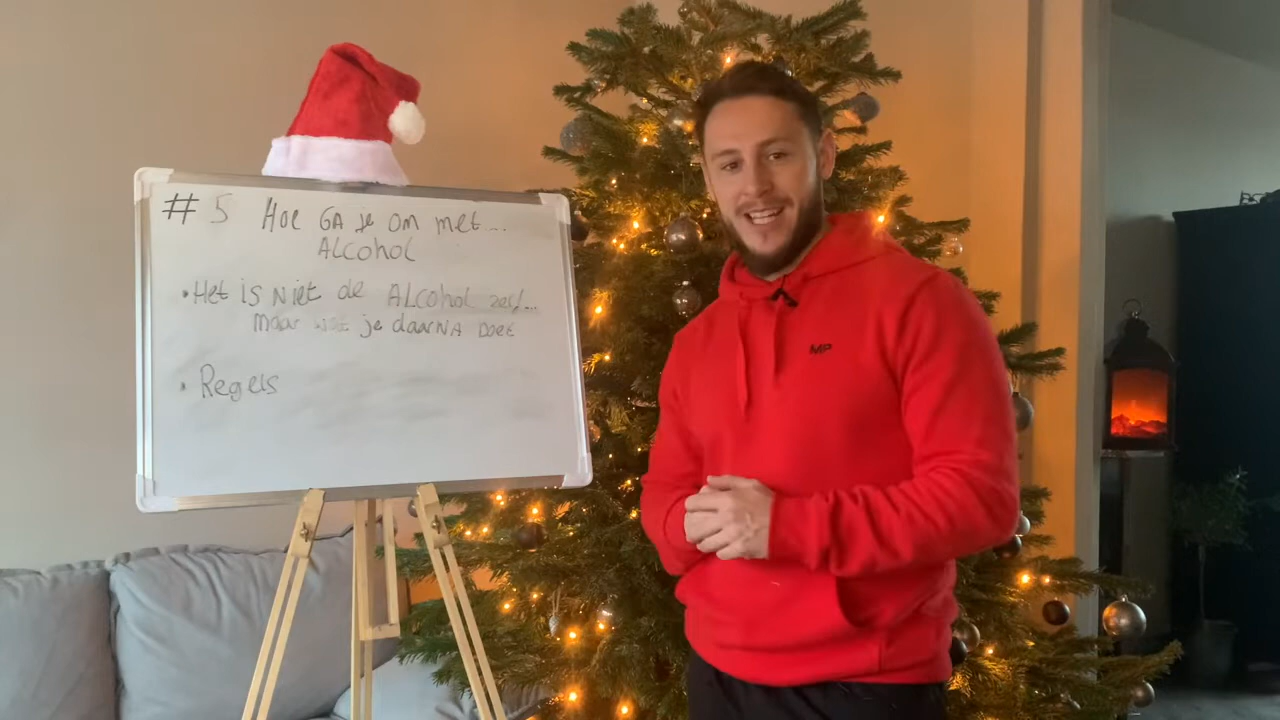 # 5 Hoe GA je om met...
ALCOHOL
• Het is Niet de ALCOHOL zelf...
maar wat je daarNA DOET
• Regels
MP